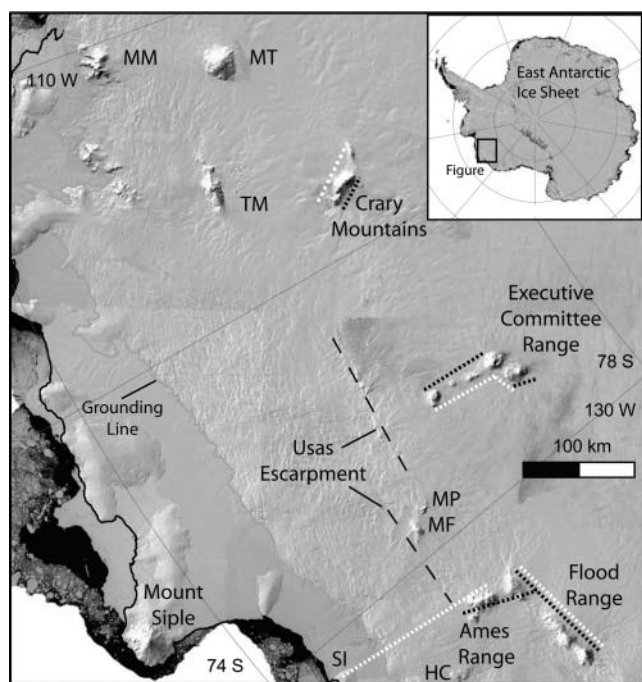 MM
MT
110 W
East Antarctic
Ice Sheet
Figure
TM
Crary
Mountains
Executive
Committee
Range
78 S
130 W
Grounding
Line
100 km
Usas
Escarpment
MP
MF
Mount
Siple
Flood
Range
Ames
Range
SI
HC
74 S